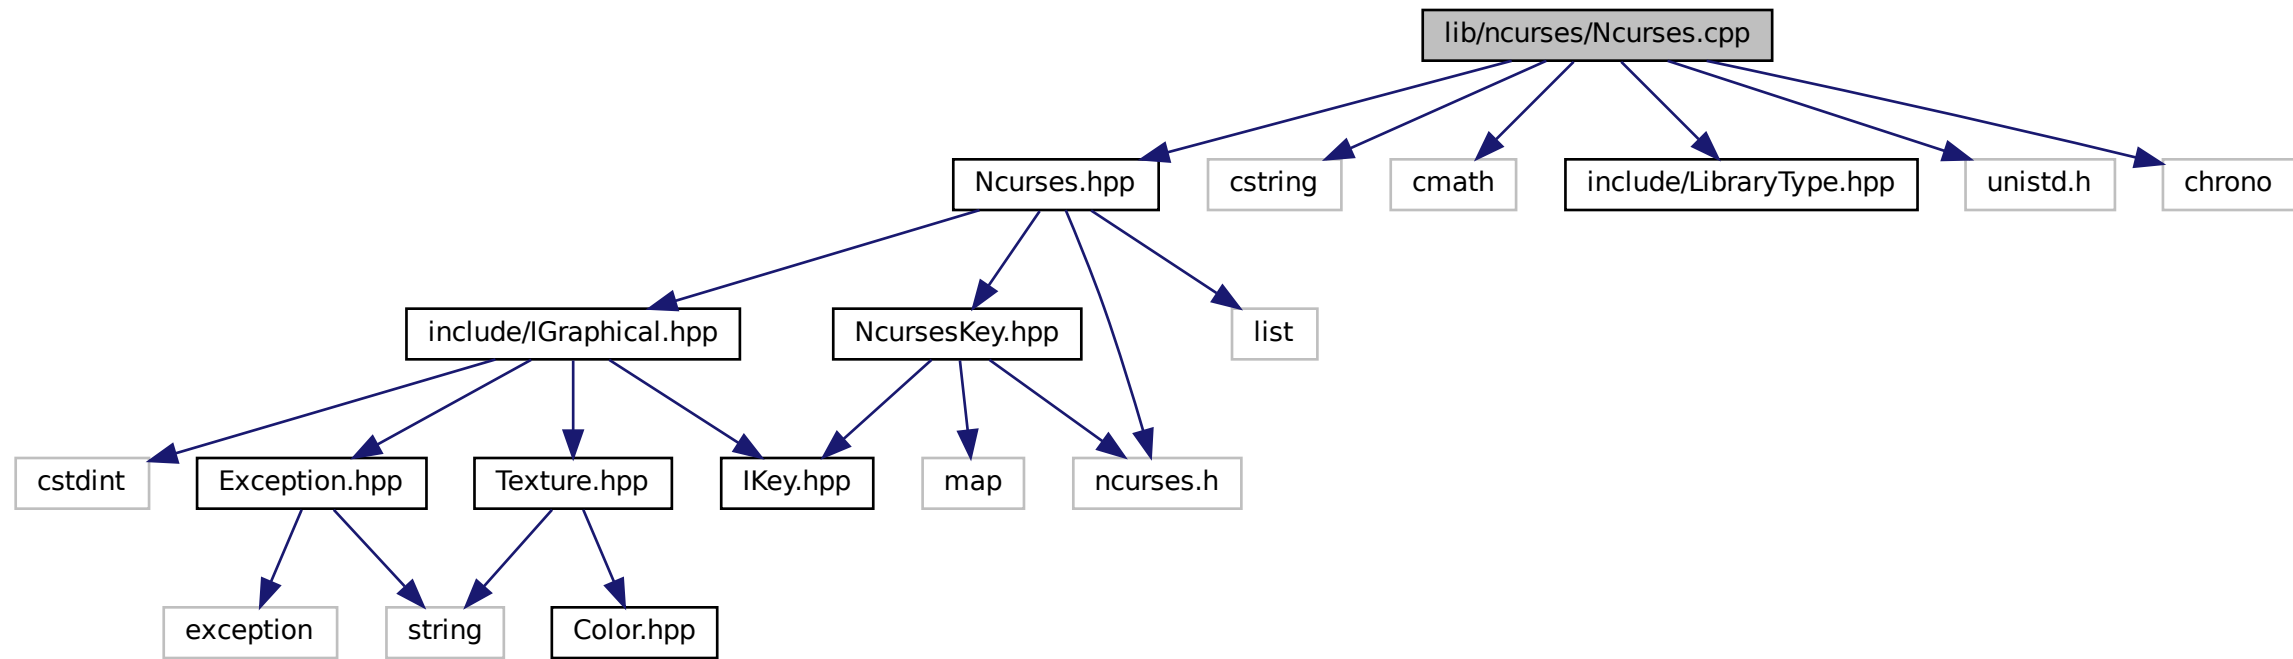 lib/ncurses/Ncurses.cpp
Ncurses.hpp
cstring
cmath
include/LibraryType.hpp
unistd.h
chrono
include/IGraphical.hpp
NcursesKey.hpp
list
cstdint
Exception.hpp
Texture.hpp
IKey.hpp
map
ncurses.h
exception
string
Color.hpp